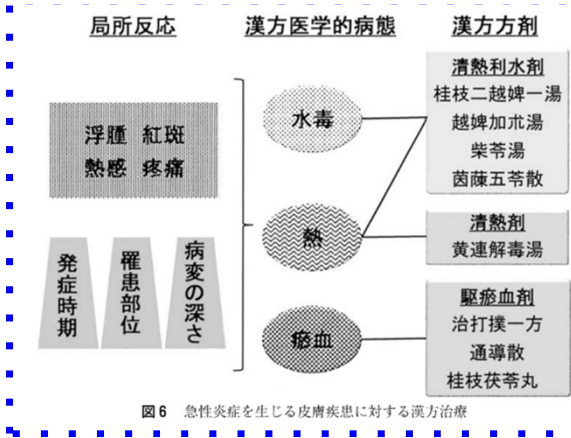 局所反応
漢方医学的病態
漢方方剤
浮腫 紅斑
熱感 疼痛
発症時期
罹患部位
病変の深さ
水毒
熱
瘀血
清熱利水剤
桂枝二越婢一湯
越婢加朮湯
柴苓湯
茵蔯五苓散
清熱剤
黄連解毒湯
駆瘀血剤
治打撲一方
通導散
桂枝茯苓丸
図6 急性炎症を生じる皮膚疾患に対する漢方治療